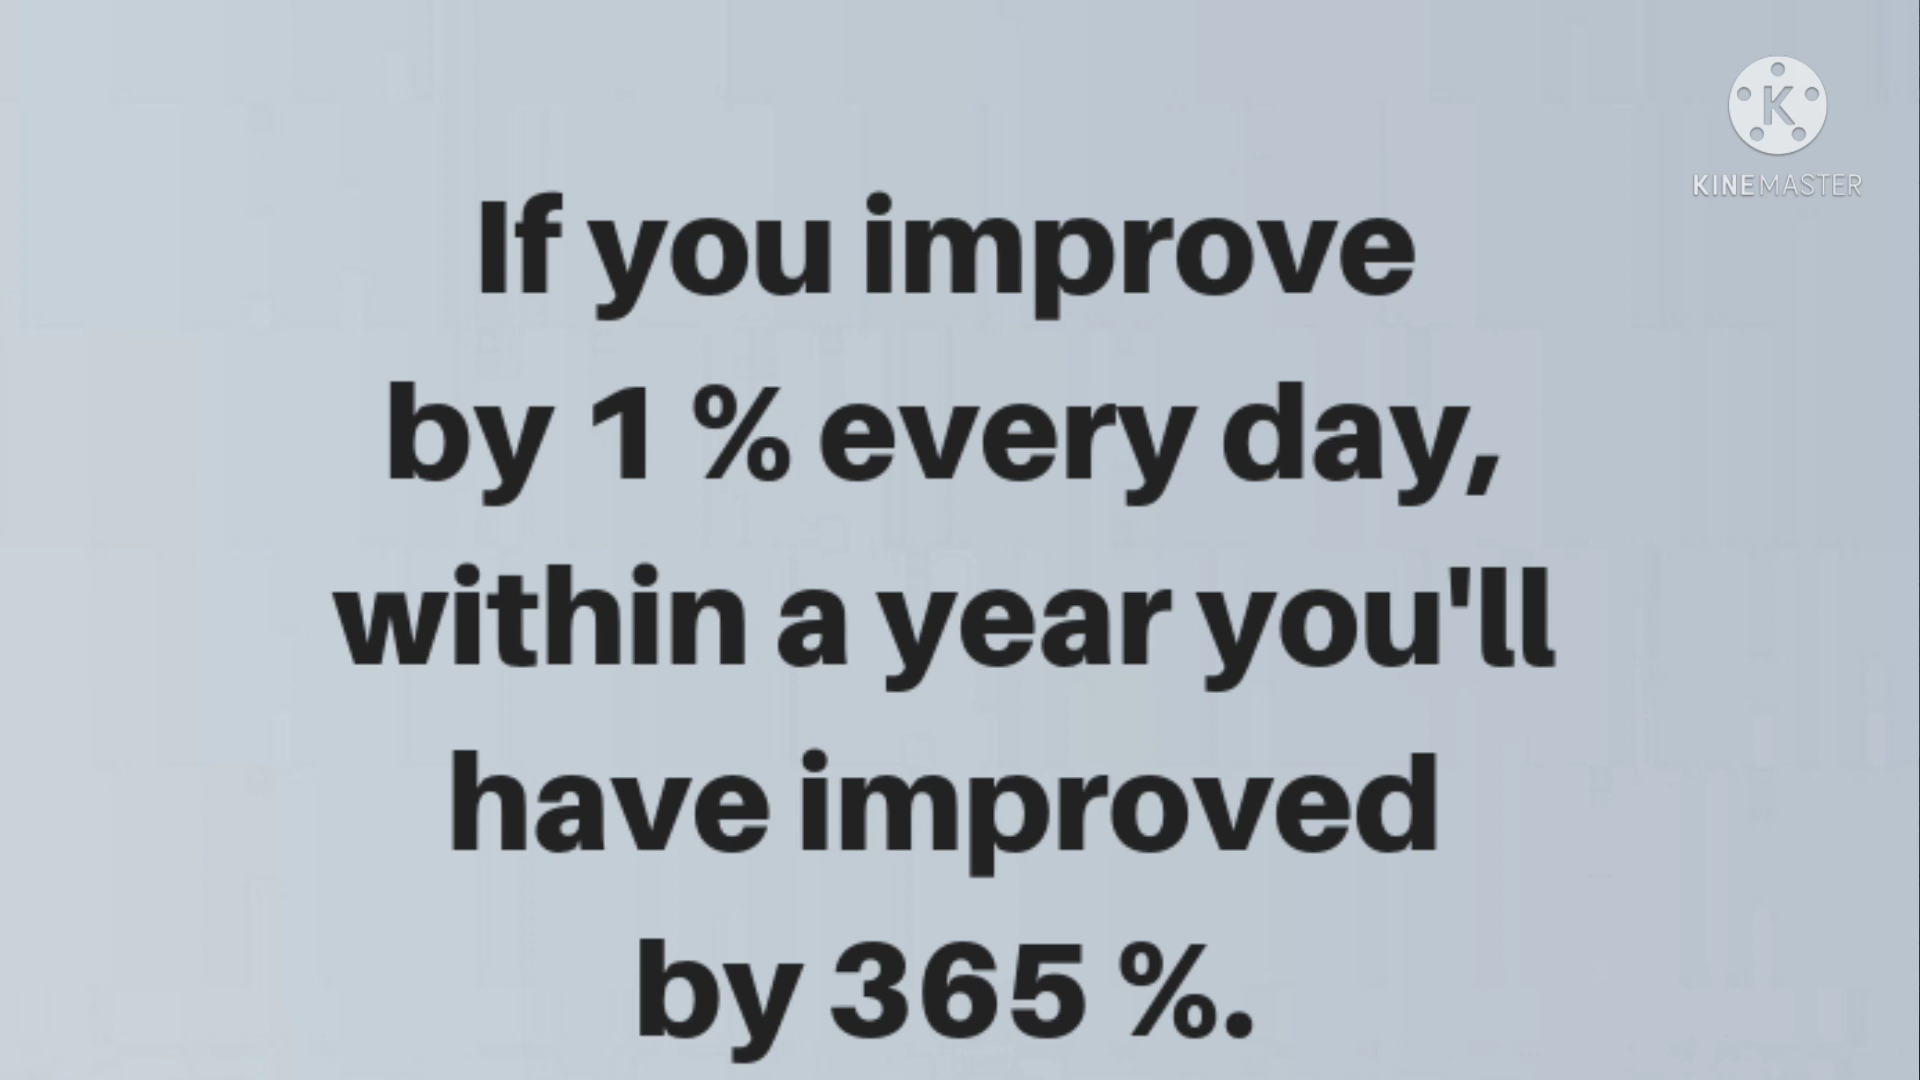 KINEMASTER
If you improve
by 1 % every day,
within a year you'll
have improved
by 365 %.